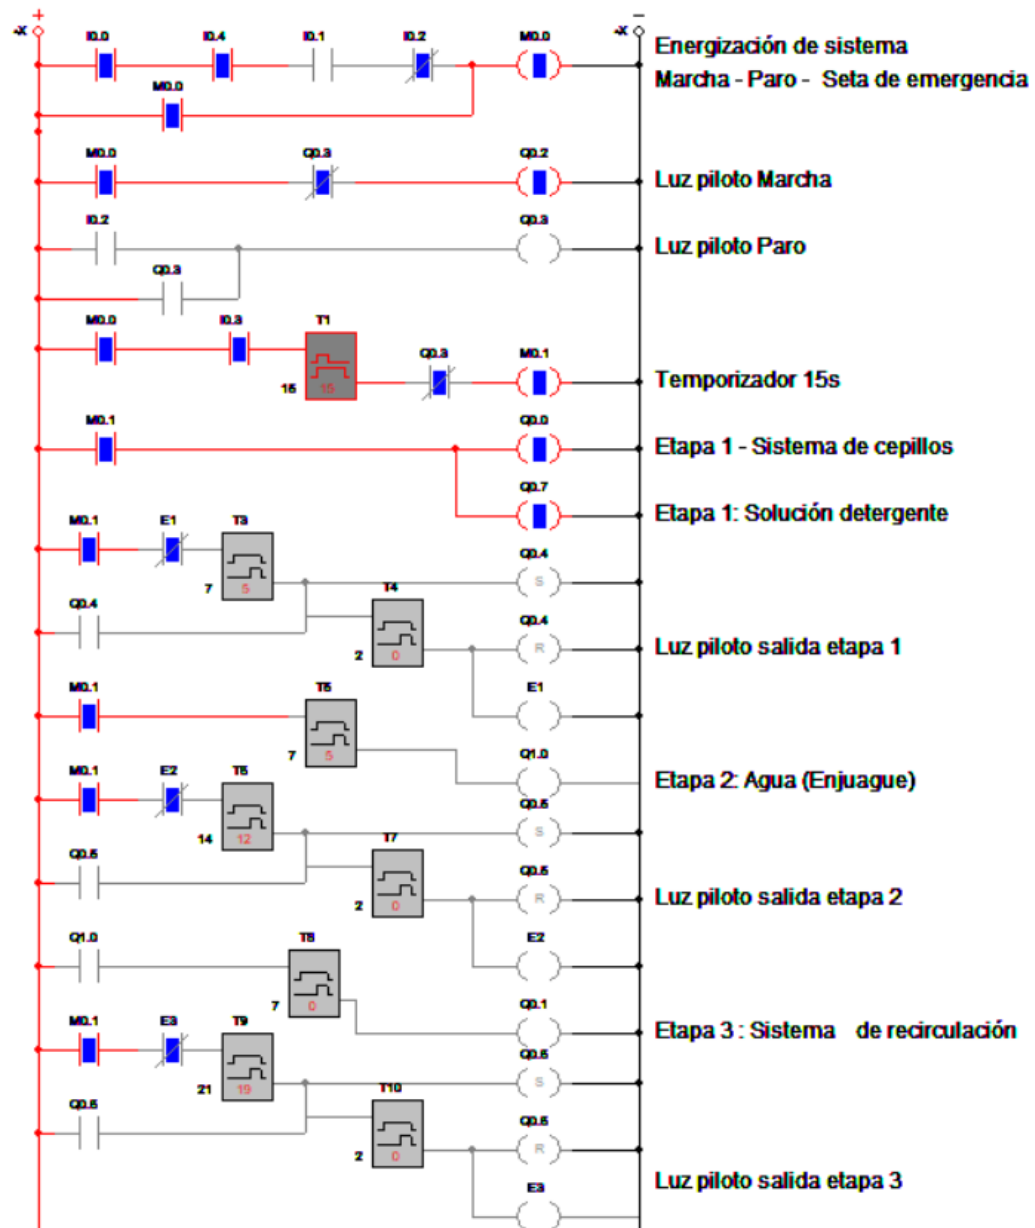 + −
-X -X
I0.0 I0.4 I0.1 I0.2 M0.0 Energización de sistema
Marcha - Paro - Seta de emergencia
M0.0
M0.0 Q0.3 Q0.2 Luz piloto Marcha
I0.2 Q0.3 Luz piloto Paro
Q0.3
M0.0 I0.3 T1
15 15 Q0.3 M0.1 Temporizador 15s
M0.1 Q0.0 Etapa 1 - Sistema de cepillos
Q0.7 Etapa 1: Solución detergente
M0.1 E1 T3
7 5 Q0.4 S
Q0.4 T4
2 0 Q0.4 R Luz piloto salida etapa 1
E1
M0.1 T5
7 5 Q1.0 Etapa 2: Agua (Enjuague)
M0.1 E2 T6
14 12 Q0.5 S
Q0.5 T7
2 0 Q0.5 R Luz piloto salida etapa 2
E2
Q1.0 T8
7 0 Q0.1 Etapa 3 : Sistema de recirculación
M0.1 E3 T9
21 19 Q0.6 S
Q0.6 T10
2 0 Q0.6 R Luz piloto salida etapa 3
E3